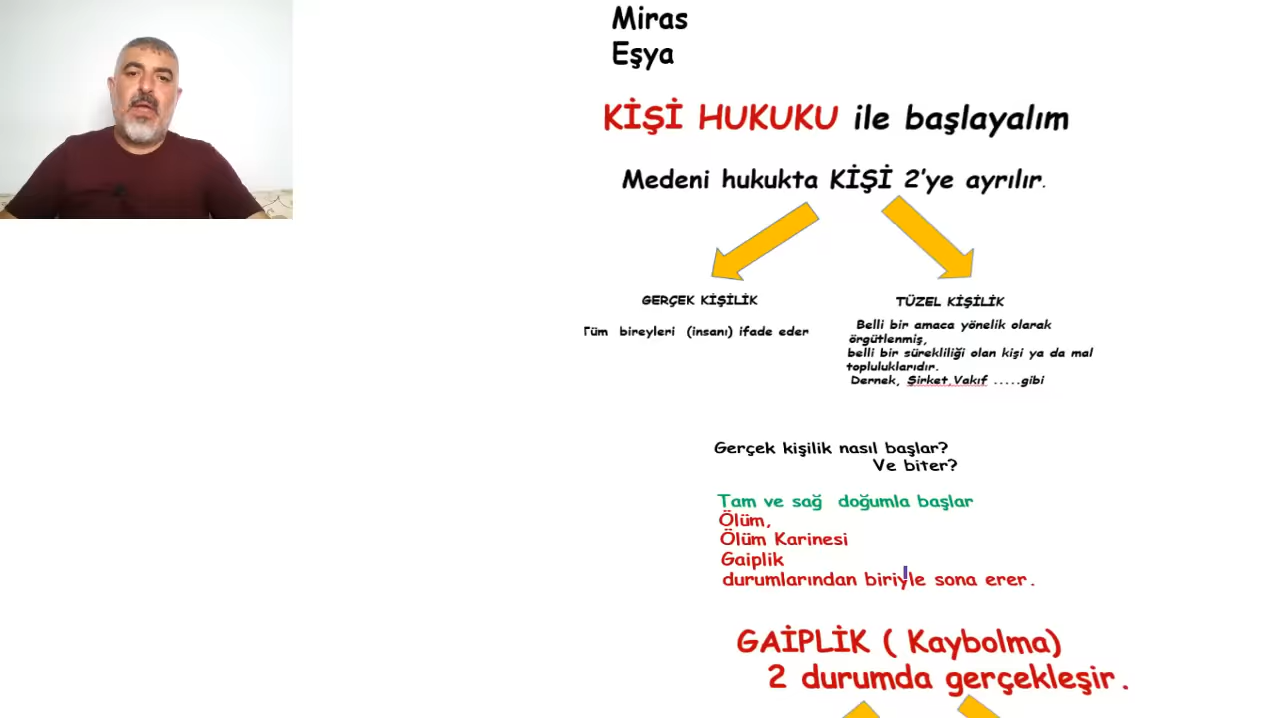 Miras
Eşya
KİŞİ HUKUKU ile başlayalım
Medeni hukukta KİŞİ 2'ye ayrılır.
GERÇEK KİŞİLİK
Tüm bireyleri (insanı) ifade eder
TÜZEL KİŞİLİK
Belli bir amaca yönelik olarak
örgütlenmiş,
belli bir sürekliliği olan kişi ya da mal
topluluklarıdır.
Dernek, Şirket,Vakıf .....gibi
Gerçek kişilik nasıl başlar?
Ve biter?
Tam ve sağ doğumla başlar
Ölüm,
Ölüm Karinesi
Gaiplik
durumlarından biriyle sona erer.
GAİPLİK ( Kaybolma)
2 durumda gerçekleşir.